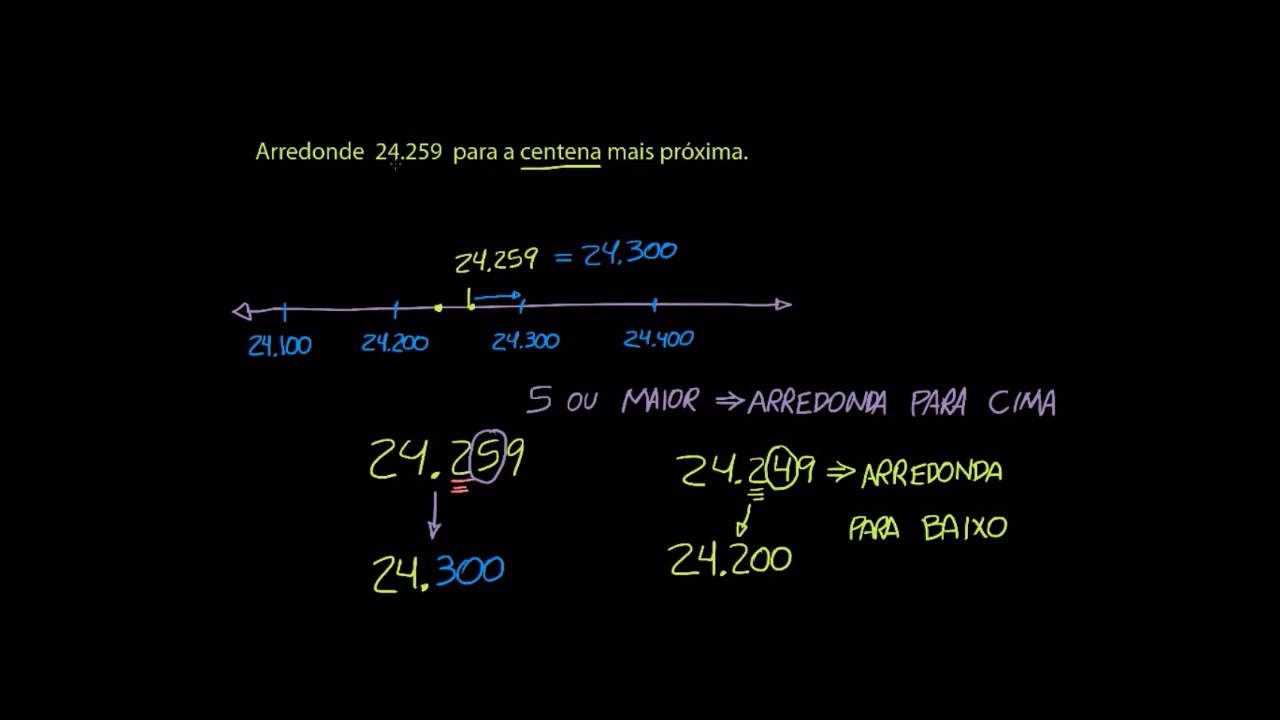 Arredonde 24.259 para a centena mais próxima.
24.259 = 24.300
24.100 24.200 24.300 24.400
5 OU MAIOR ⇒ ARREDONDA PARA CIMA
24.259
24.300
24.249 ⇒ ARREDONDA
PARA BAIXO
24.200